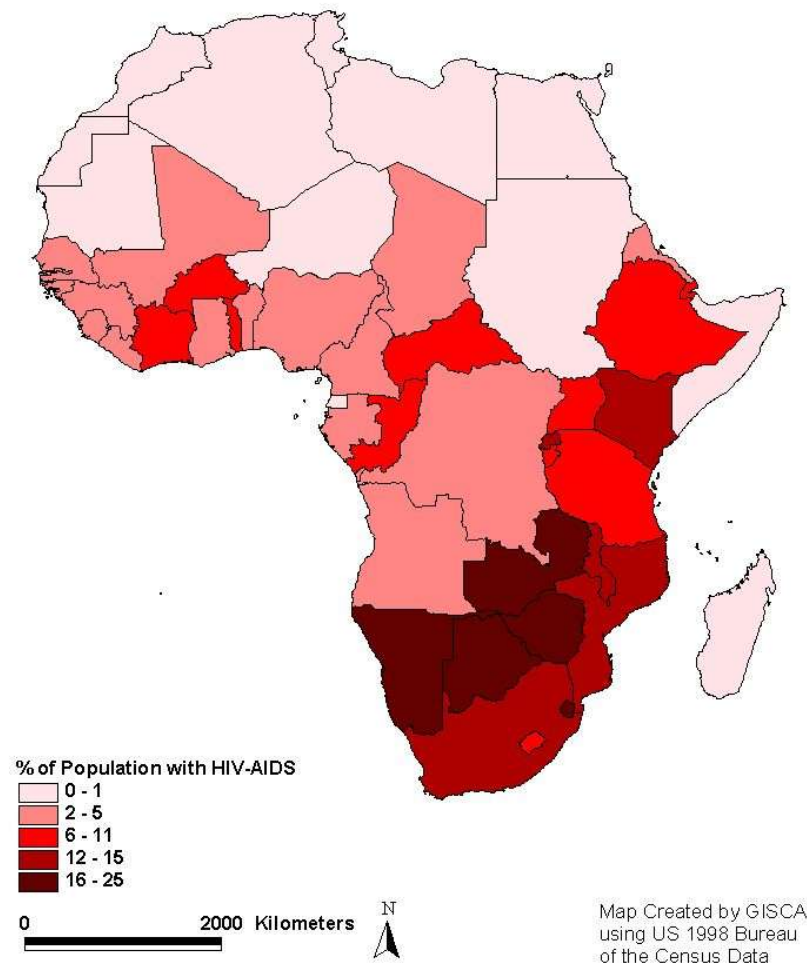 % of Population with HIV-AIDS
0 - 1
2 - 5
6 - 11
12 - 15
16 - 25
0 2000 Kilometers
N
Map Created by GISCA
using US 1998 Bureau
of the Census Data